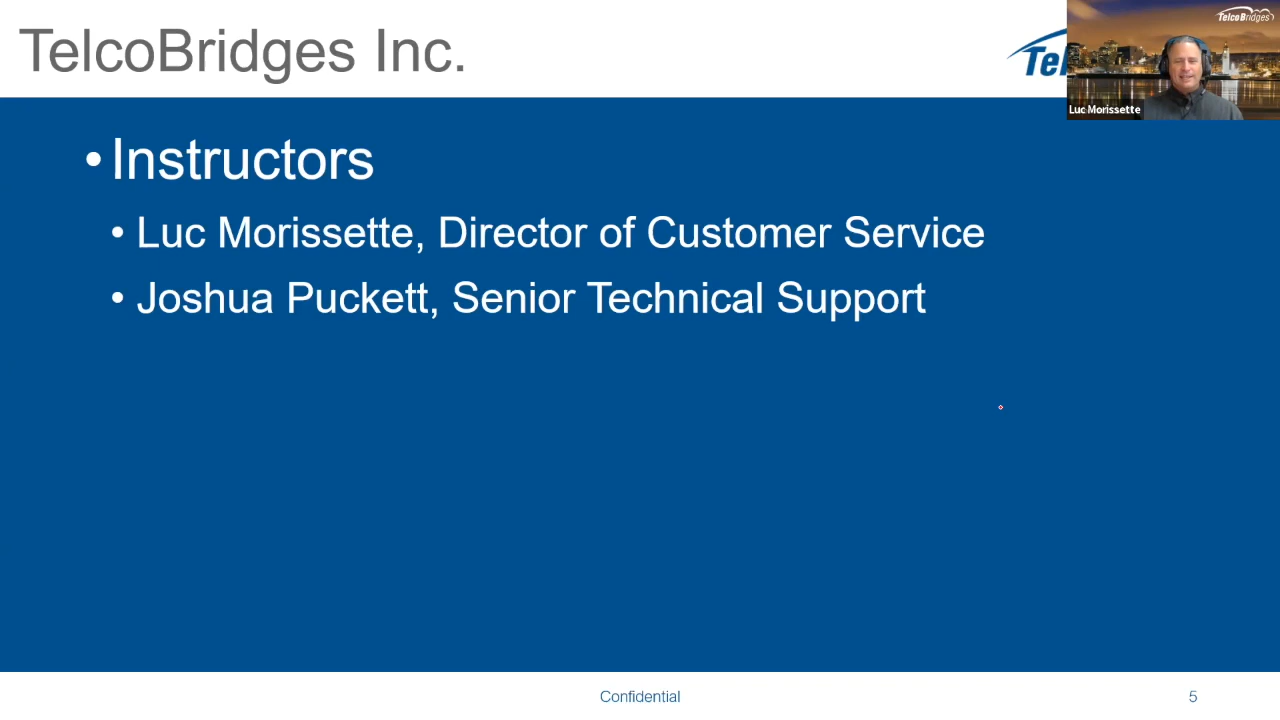 TelcoBridges Inc.
Tel
TelcoBridges
Luc Morissette
• Instructors
• Luc Morissette, Director of Customer Service
• Joshua Puckett, Senior Technical Support
Confidential
5